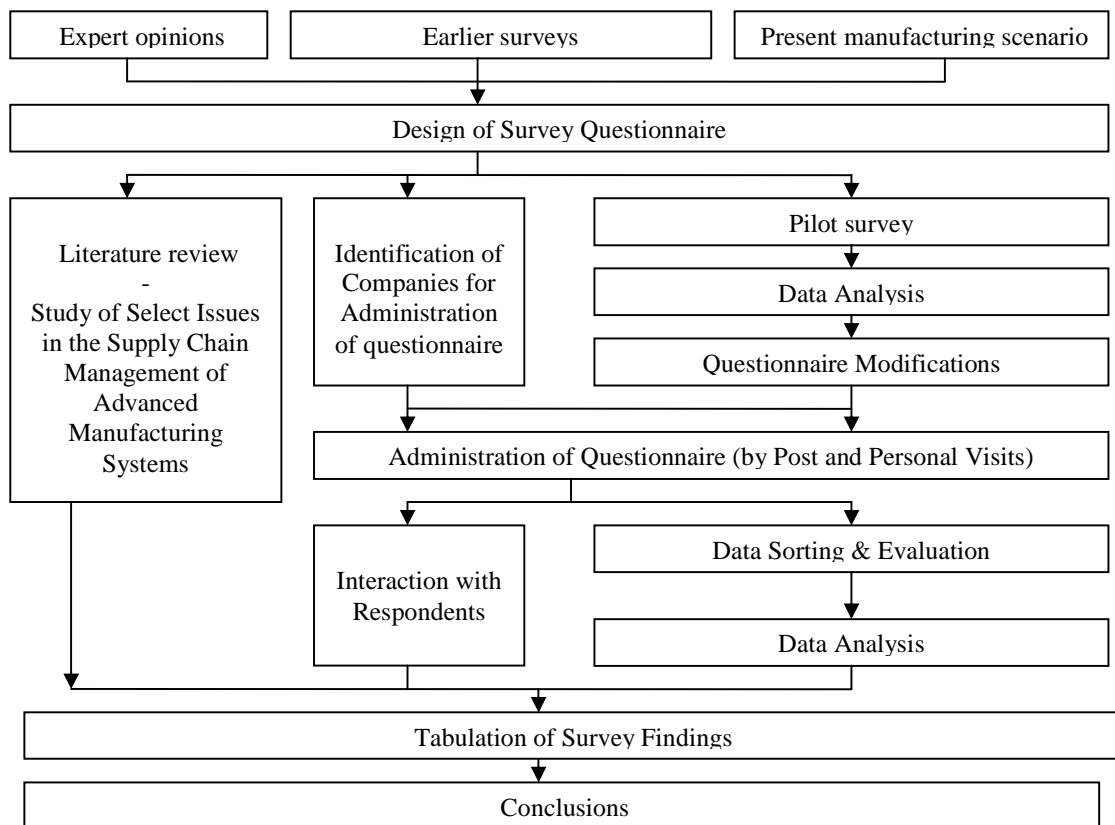 Expert opinions
Earlier surveys
Present manufacturing scenario
Design of Survey Questionnaire
Literature review
-
Study of Select Issues
in the Supply Chain
Management of
Advanced
Manufacturing
Systems
Identification of
Companies for
Administration
of questionnaire
Pilot survey
Data Analysis
Questionnaire Modifications
Administration of Questionnaire (by Post and Personal Visits)
Interaction with
Respondents
Data Sorting & Evaluation
Data Analysis
Tabulation of Survey Findings
Conclusions